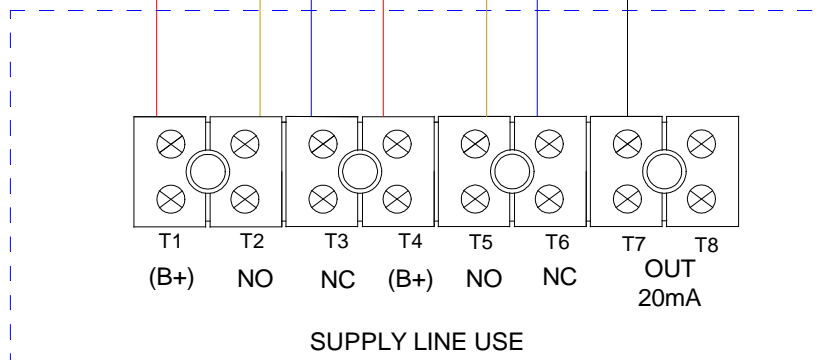 T1 T2 T3 T4 T5 T6 T7 T8
(B+) NO NC (B+) NO NC OUT
20mA
SUPPLY LINE USE